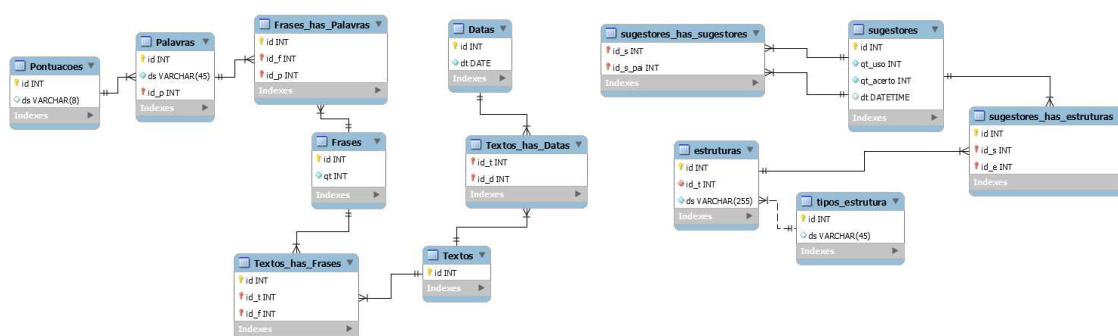 Pontuacoes
id INT
ds VARCHAR(8)
Indexes
Palavras
id INT
ds VARCHAR(45)
id_p INT
Indexes
Frases_has_Palavras
id INT
id_f INT
id_p INT
Indexes
Frases
id INT
qt INT
Indexes
Textos_has_Frases
id INT
id_t INT
id_f INT
Indexes
Datas
id INT
dt DATE
Indexes
Textos_has_Datas
id_t INT
id_d INT
Indexes
Textos
id INT
Indexes
sugestores_has_sugestores
id_s INT
id_s_pai INT
Indexes
sugestores
id INT
qt_uso INT
qt_acerto INT
dt DATETIME
Indexes
sugestores_has_estruturas
id INT
id_s INT
id_e INT
Indexes
estruturas
id INT
id_t INT
ds VARCHAR(255)
Indexes
tipos_estrutura
id INT
ds VARCHAR(45)
Indexes